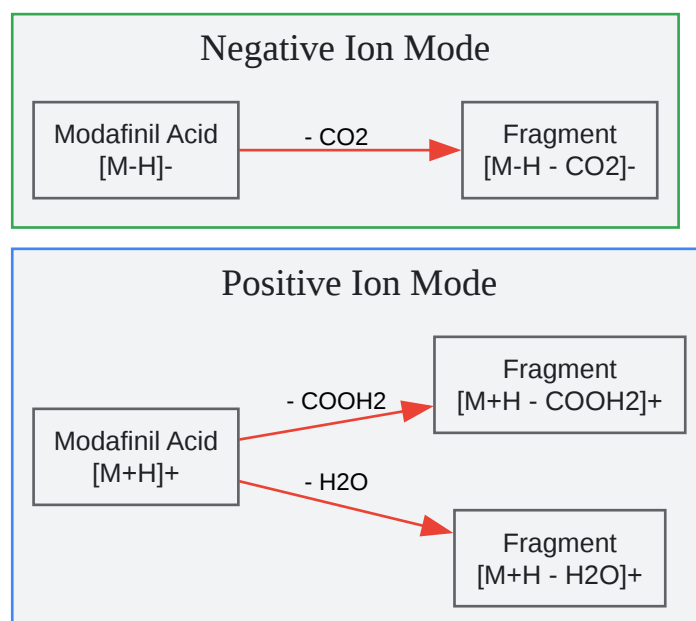 Negative Ion Mode
Modafinil Acid
[M-H]-
- CO2
Fragment
[M-H - CO2]-
Positive Ion Mode
Modafinil Acid
[M+H]+
- COOH2
Fragment
[M+H - COOH2]+
- H2O
Fragment
[M+H - H2O]+